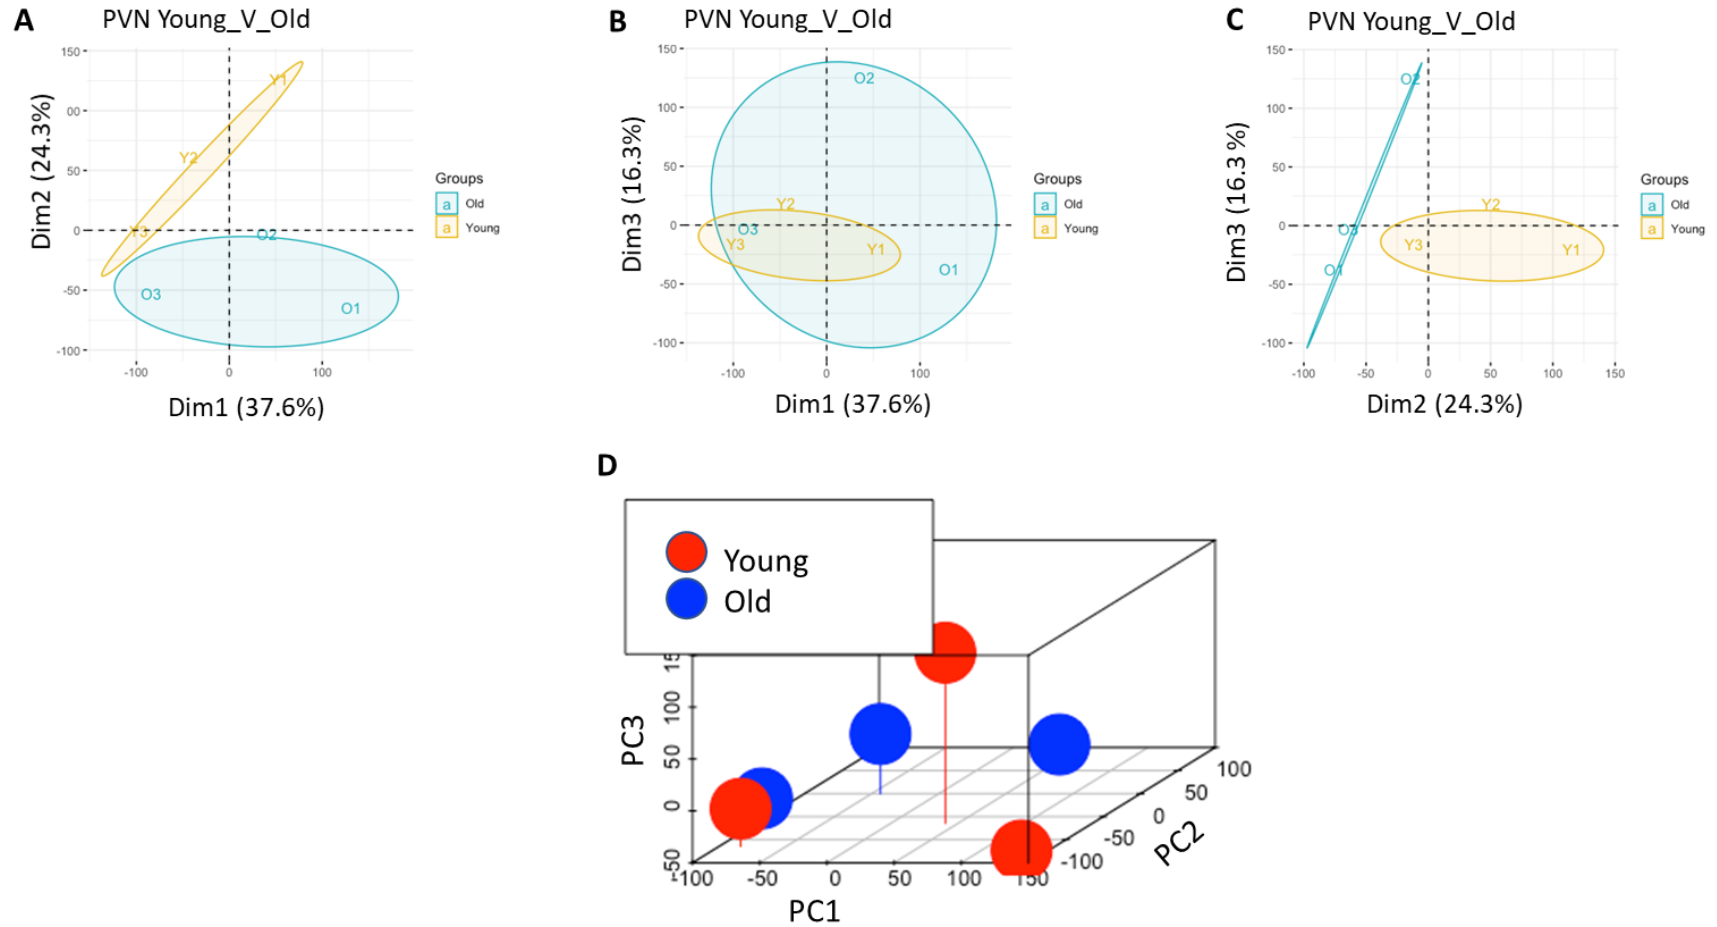 A
PVN Young_V_Old
150
00
50
0
-50
-100
-100
0
100
Dim2 (24.3%)
Dim1 (37.6%)
Y1
Y2
Y3
O2
O3
O1
Groups
a Old
a Young
B
PVN Young_V_Old
150
100
50
0
-50
-100
-100
0
100
Dim3 (16.3%)
Dim1 (37.6%)
O2
Y2
O3
Y3
Y1
O1
Groups
a Old
a Young
C
PVN Young_V_Old
150
100
50
0
-50
-100
-100
-50
0
50
100
150
Dim3 (16.3 %)
Dim2 (24.3%)
O2
Y2
O3
Y3
Y1
O1
Groups
a Old
a Young
D
Young
Old
15
100
50
0
-50
PC3
-100
-50
0
50
100
150
PC1
100
50
0
-50
-100
PC2